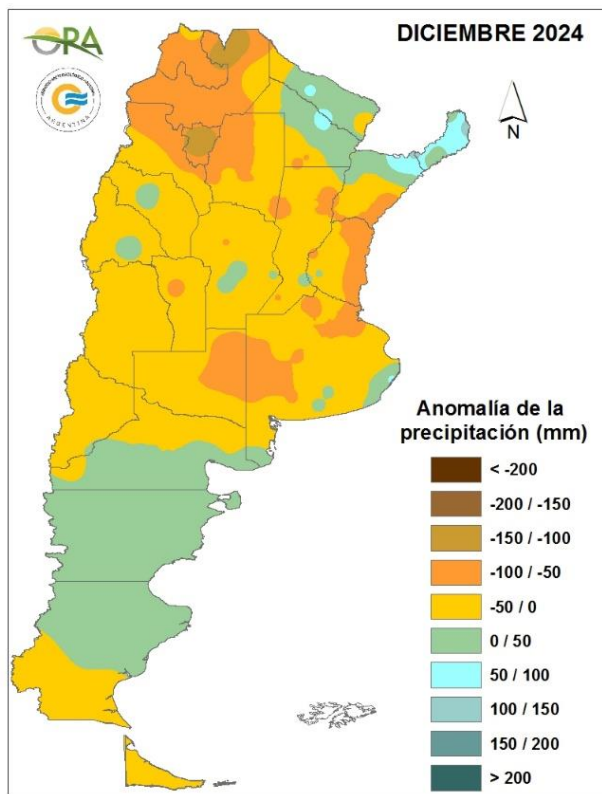 ORA
DICIEMBRE 2024
ARGENTINA
N
Anomalía de la
precipitación (mm)
< -200
-200 / -150
-150 / -100
-100 / -50
-50 / 0
0 / 50
50 / 100
100 / 150
150 / 200
> 200